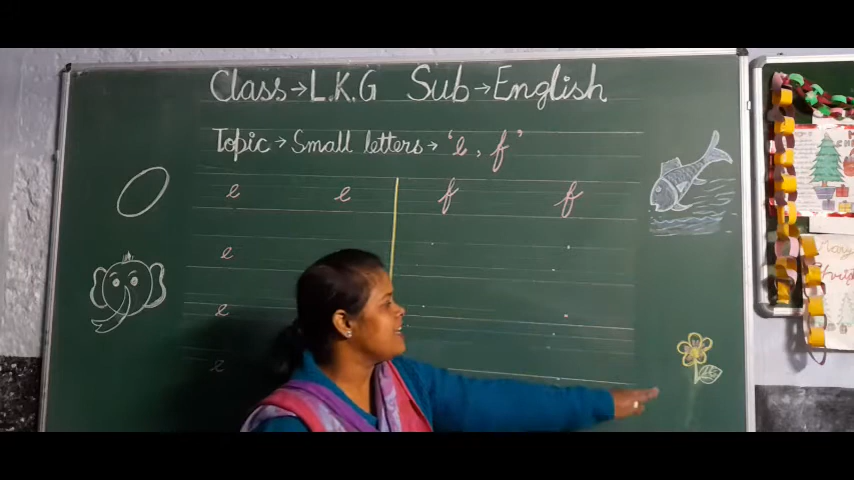 Class → L.K.G Sub → English
Topic → Small letters → 'e, f'
e e f f
e
e
e